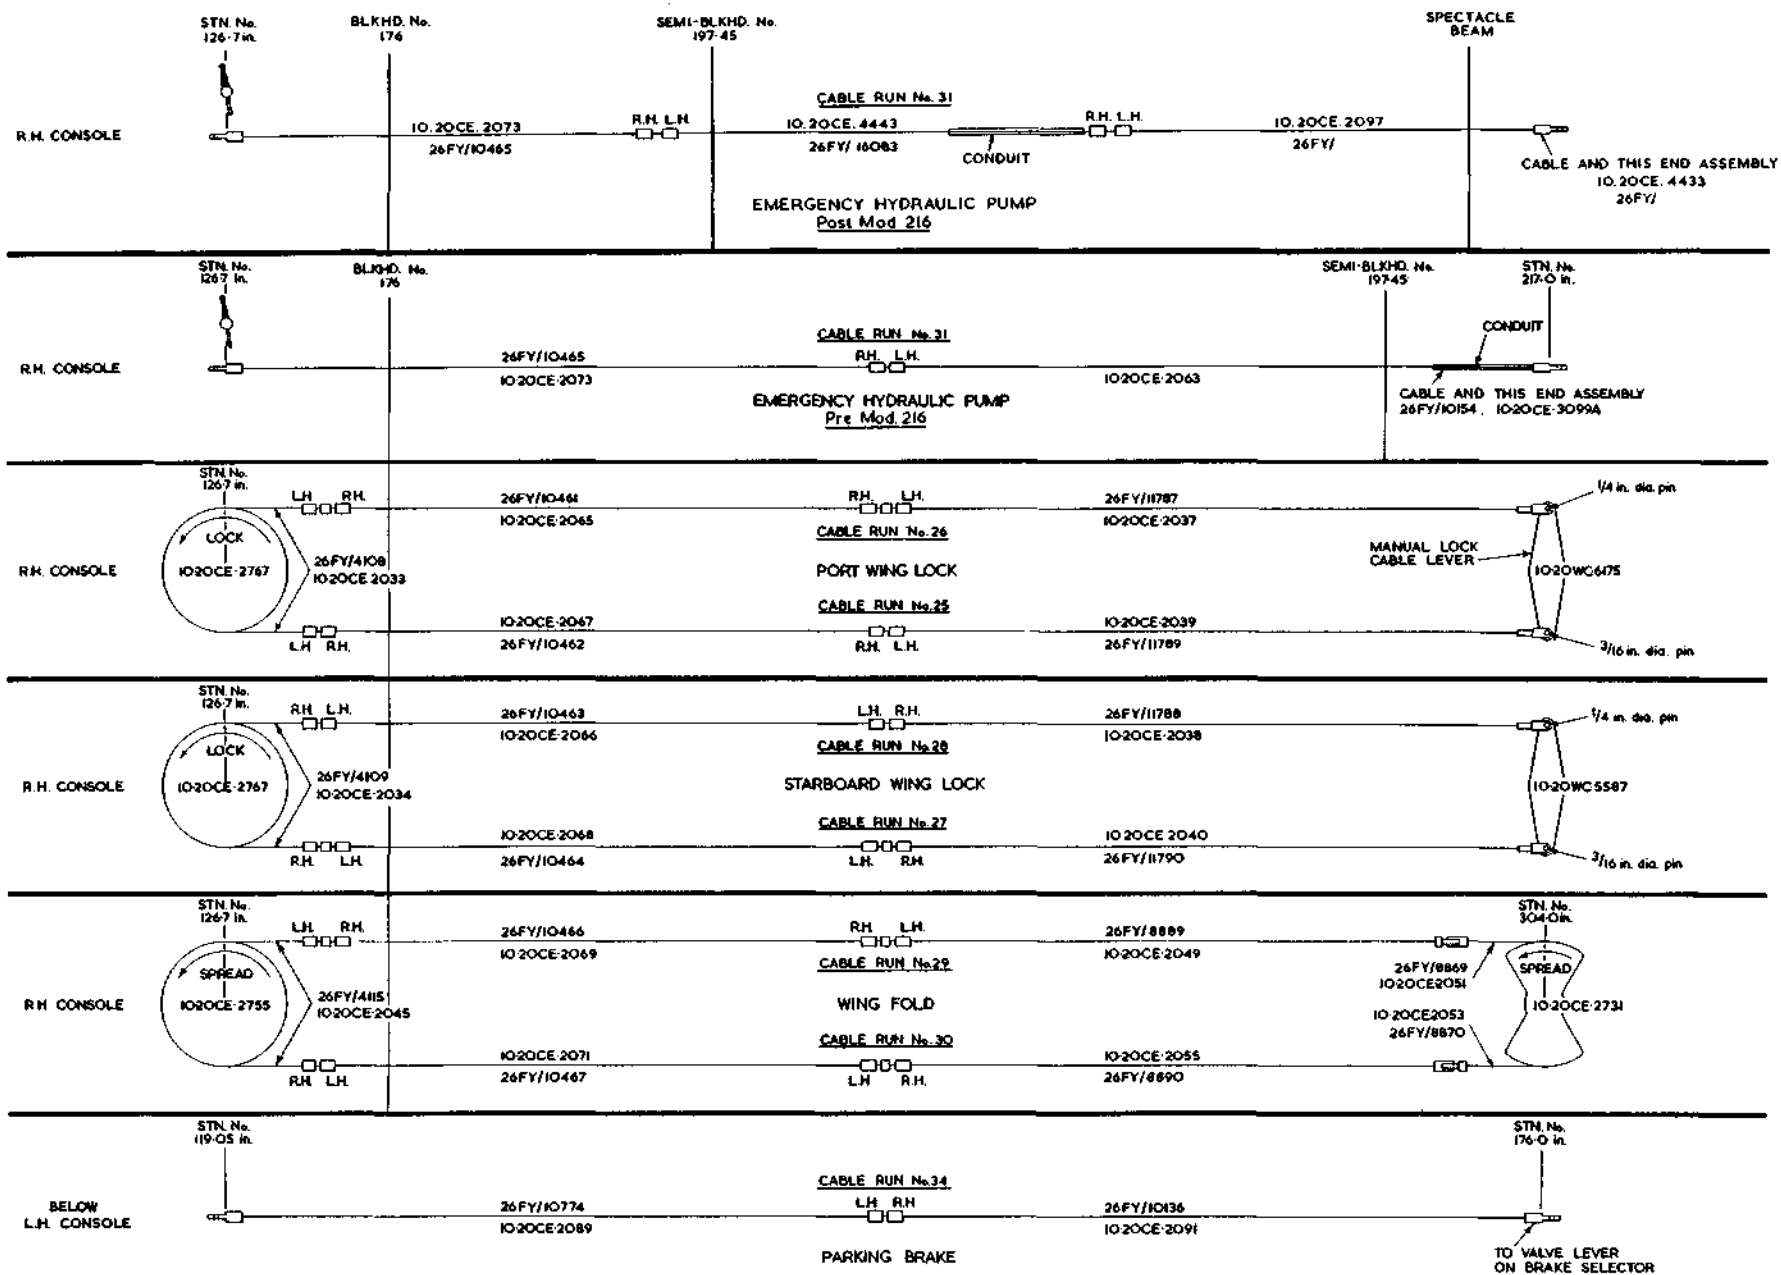 STN. No.
126·7 in.
BLKHD. No.
176
SEMI-BLKHD. No.
197·45
SPECTACLE
BEAM
CABLE RUN No. 31
R.H. CONSOLE
10.20CE.2073
26FY/10465
R.H. L.H.
10.20CE.4443
26FY/16083
CONDUIT
R.H. L.H.
10.20CE.2097
26FY/
CABLE AND THIS END ASSEMBLY
10.20CE.4433
26FY/
EMERGENCY HYDRAULIC PUMP
Post Mod 216
STN. No.
126·7 in.
BLKHD. No.
176
SEMI-BLKHD. No.
197·45
STN. No.
217·0 in.
CABLE RUN No. 31
CONDUIT
R.H. CONSOLE
26FY/10465
10·20CE·2073
R.H. L.H.
10·20CE·2063
CABLE AND THIS END ASSEMBLY
26FY/10154, 10·20CE·3099A
EMERGENCY HYDRAULIC PUMP
Pre Mod. 216
STN. No.
126·7 in.
L.H. R.H.
26FY/10461
10·20CE·2065
R.H. L.H.
26FY/11787
10·20CE·2037
1/4 in. dia. pin
CABLE RUN No. 26
LOCK
R.H. CONSOLE
10·20CE·2767
26FY/4108
10·20CE·2033
PORT WING LOCK
MANUAL LOCK
CABLE LEVER
10·20WC6175
CABLE RUN No. 25
L.H. R.H.
10·20CE·2067
26FY/10462
R.H. L.H.
10·20CE·2039
26FY/11789
3/16 in. dia. pin
STN. No.
126·7 in.
R.H. L.H.
26FY/10463
10·20CE·2066
L.H. R.H.
26FY/11788
10·20CE·2038
1/4 in. dia. pin
CABLE RUN No. 28
LOCK
R.H. CONSOLE
10·20CE·2767
26FY/4109
10·20CE·2034
STARBOARD WING LOCK
10·20WC·5587
CABLE RUN No. 27
R.H. L.H.
10·20CE·2068
26FY/10464
L.H. R.H.
10·20CE 2040
26FY/11790
3/16 in. dia. pin
STN. No.
126·7 in.
STN. No.
304·0 in.
L.H. R.H.
26FY/10466
10·20CE·2069
R.H. L.H.
26FY/8889
10·20CE·2049
CABLE RUN No. 29
26FY/8869
10·20CE2051
SPREAD
SPREAD
R.H CONSOLE
10·20CE·2755
26FY/4115
10·20CE·2045
WING FOLD
10·20CE2053
26FY/8870
10·20CE·2731
CABLE RUN No. 30
R.H. L.H.
10·20CE·2071
26FY/10467
L.H R.H.
10·20CE·2055
26FY/8890
STN. No.
119·05 in.
STN. No.
176·0 in.
CABLE RUN No. 34
BELOW
L.H. CONSOLE
26FY/10774
10·20CE·2089
L.H R.H
26FY/10136
10·20CE·2091
PARKING BRAKE
TO VALVE LEVER
ON BRAKE SELECTOR